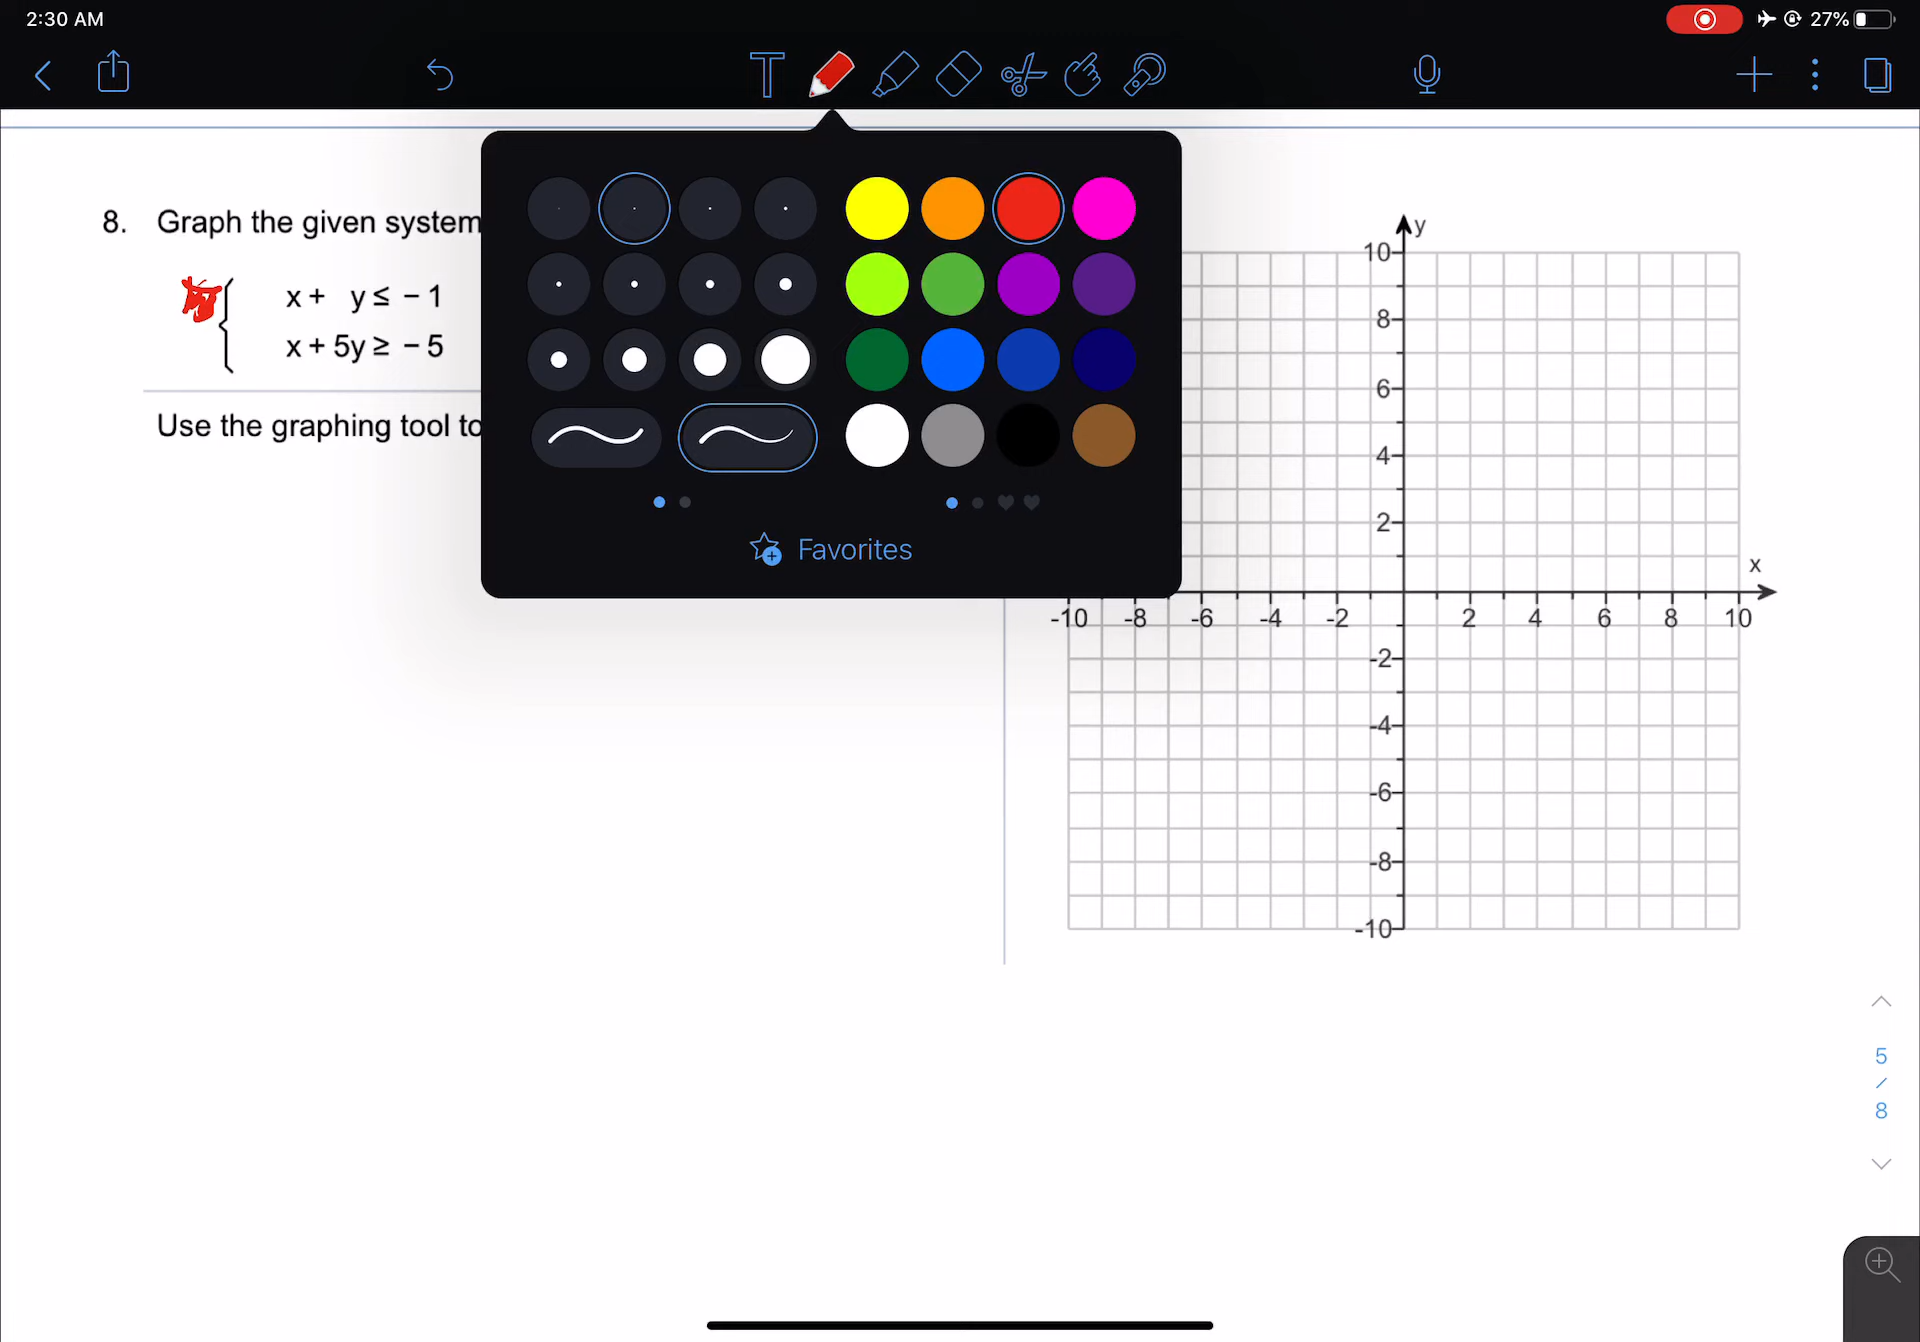 2:30 AM
27%
T
8. Graph the given system
x + y ≤ − 1
x + 5y ≥ − 5
Use the graphing tool to
Favorites
y
10
8
6
4
2
x
-10 -8 -6 -4 -2 2 4 6 8 10
-2
-4
-6
-8
-10
5
/
8